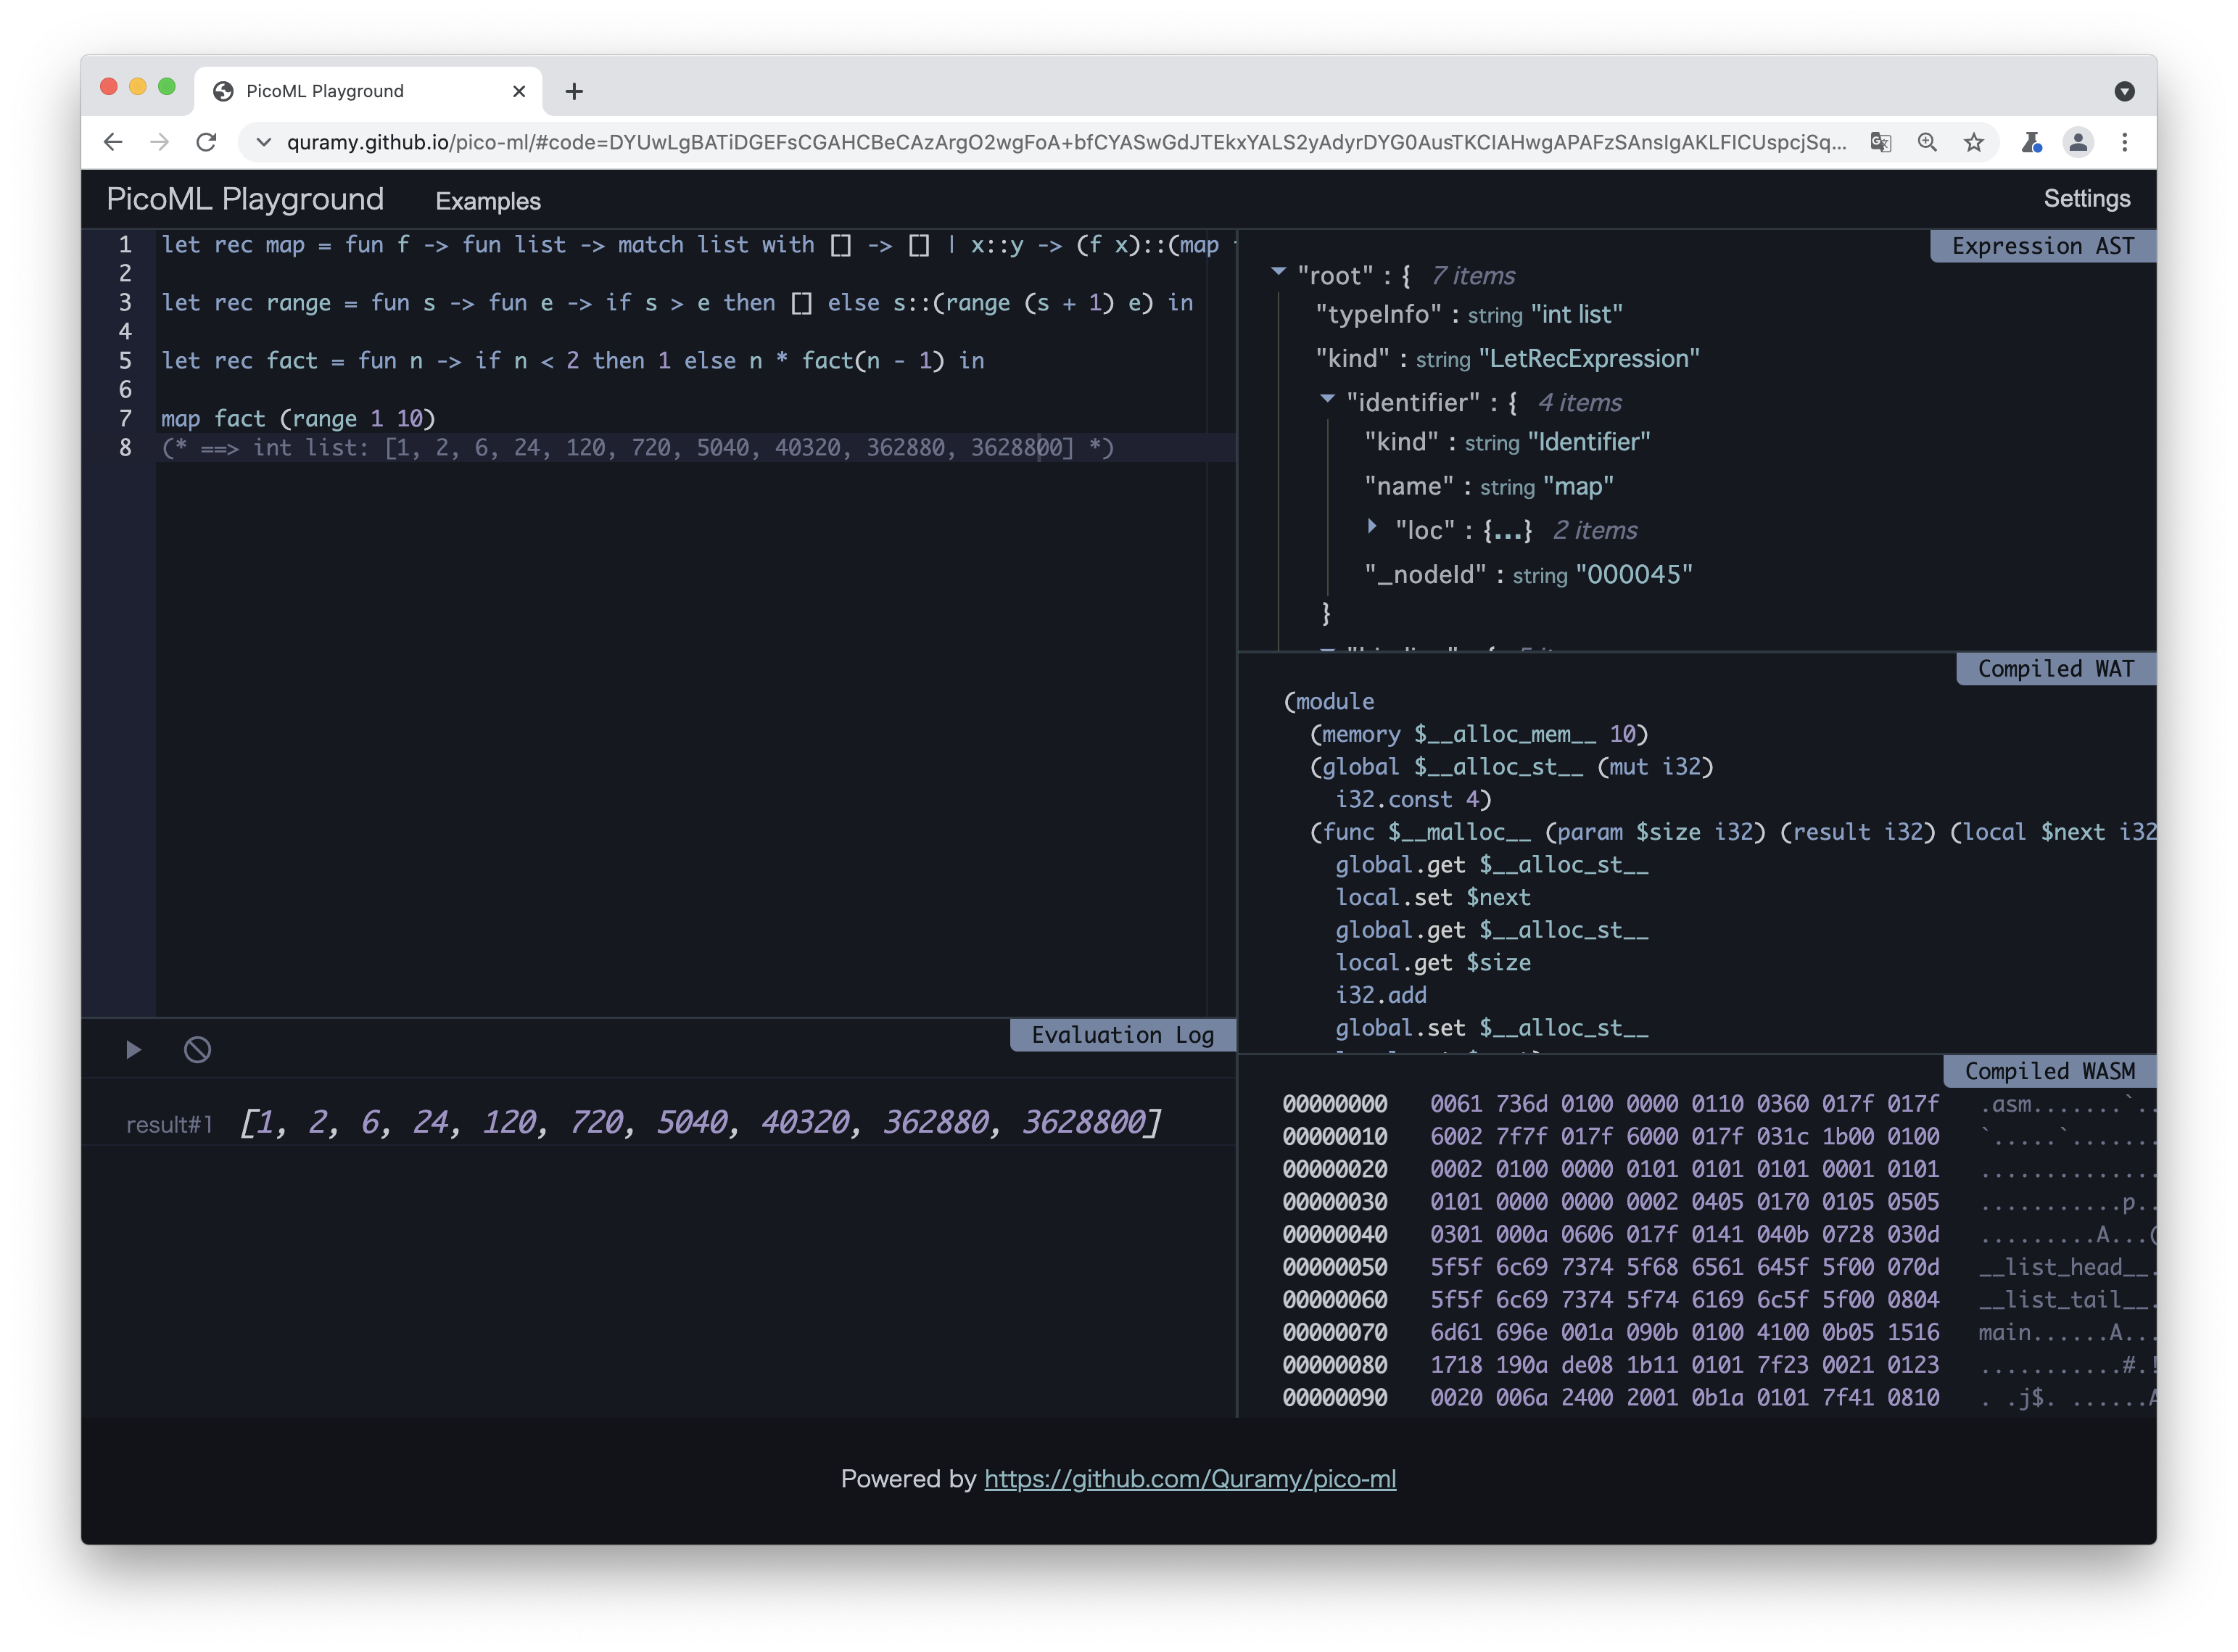 PicoML Playground
quramy.github.io/pico-ml/#code=DYUwLgBATiDGEFsCGAHCBeCAzArgO2wgFoA+bfCYASwGdJTEkxYALS2yAdyrDYG0AusTKCIAHwgAPAFzSAnsIgAKLFICUspcjSq...
PicoML Playground Examples Settings
1 let rec map = fun f -> fun list -> match list with [] -> [] | x::y -> (f x)::(map
2
3 let rec range = fun s -> fun e -> if s > e then [] else s::(range (s + 1) e) in
4
5 let rec fact = fun n -> if n < 2 then 1 else n * fact(n - 1) in
6
7 map fact (range 1 10)
8 (* ==> int list: [1, 2, 6, 24, 120, 720, 5040, 40320, 362880, 3628800] *)
Evaluation Log
result#1 [1, 2, 6, 24, 120, 720, 5040, 40320, 362880, 3628800]
Expression AST
"root" : { 7 items
"typeInfo" : string "int list"
"kind" : string "LetRecExpression"
"identifier" : { 4 items
"kind" : string "Identifier"
"name" : string "map"
"loc" : {...} 2 items
"_nodeId" : string "000045"
}
Compiled WAT
(module
(memory $__alloc_mem__ 10)
(global $__alloc_st__ (mut i32)
i32.const 4)
(func $__malloc__ (param $size i32) (result i32) (local $next i32
global.get $__alloc_st__
local.set $next
global.get $__alloc_st__
local.get $size
i32.add
global.set $__alloc_st__
Compiled WASM
00000000 0061 736d 0100 0000 0110 0360 017f 017f .asm.......`..
00000010 6002 7f7f 017f 6000 017f 031c 1b00 0100 `.....`.......
00000020 0002 0100 0000 0101 0101 0101 0001 0101 ..............
00000030 0101 0000 0000 0002 0405 0170 0105 0505 ...........p..
00000040 0301 000a 0606 017f 0141 040b 0728 030d .........A...(
00000050 5f5f 6c69 7374 5f68 6561 645f 5f00 070d __list_head__.
00000060 5f5f 6c69 7374 5f74 6169 6c5f 5f00 0804 __list_tail__.
00000070 6d61 696e 001a 090b 0100 4100 0b05 1516 main......A...
00000080 1718 190a de08 1b11 0101 7f23 0021 0123 ...........#.!
00000090 0020 006a 2400 2001 0b1a 0101 7f41 0810 . .j$. ......A
Powered by https://github.com/Quramy/pico-ml